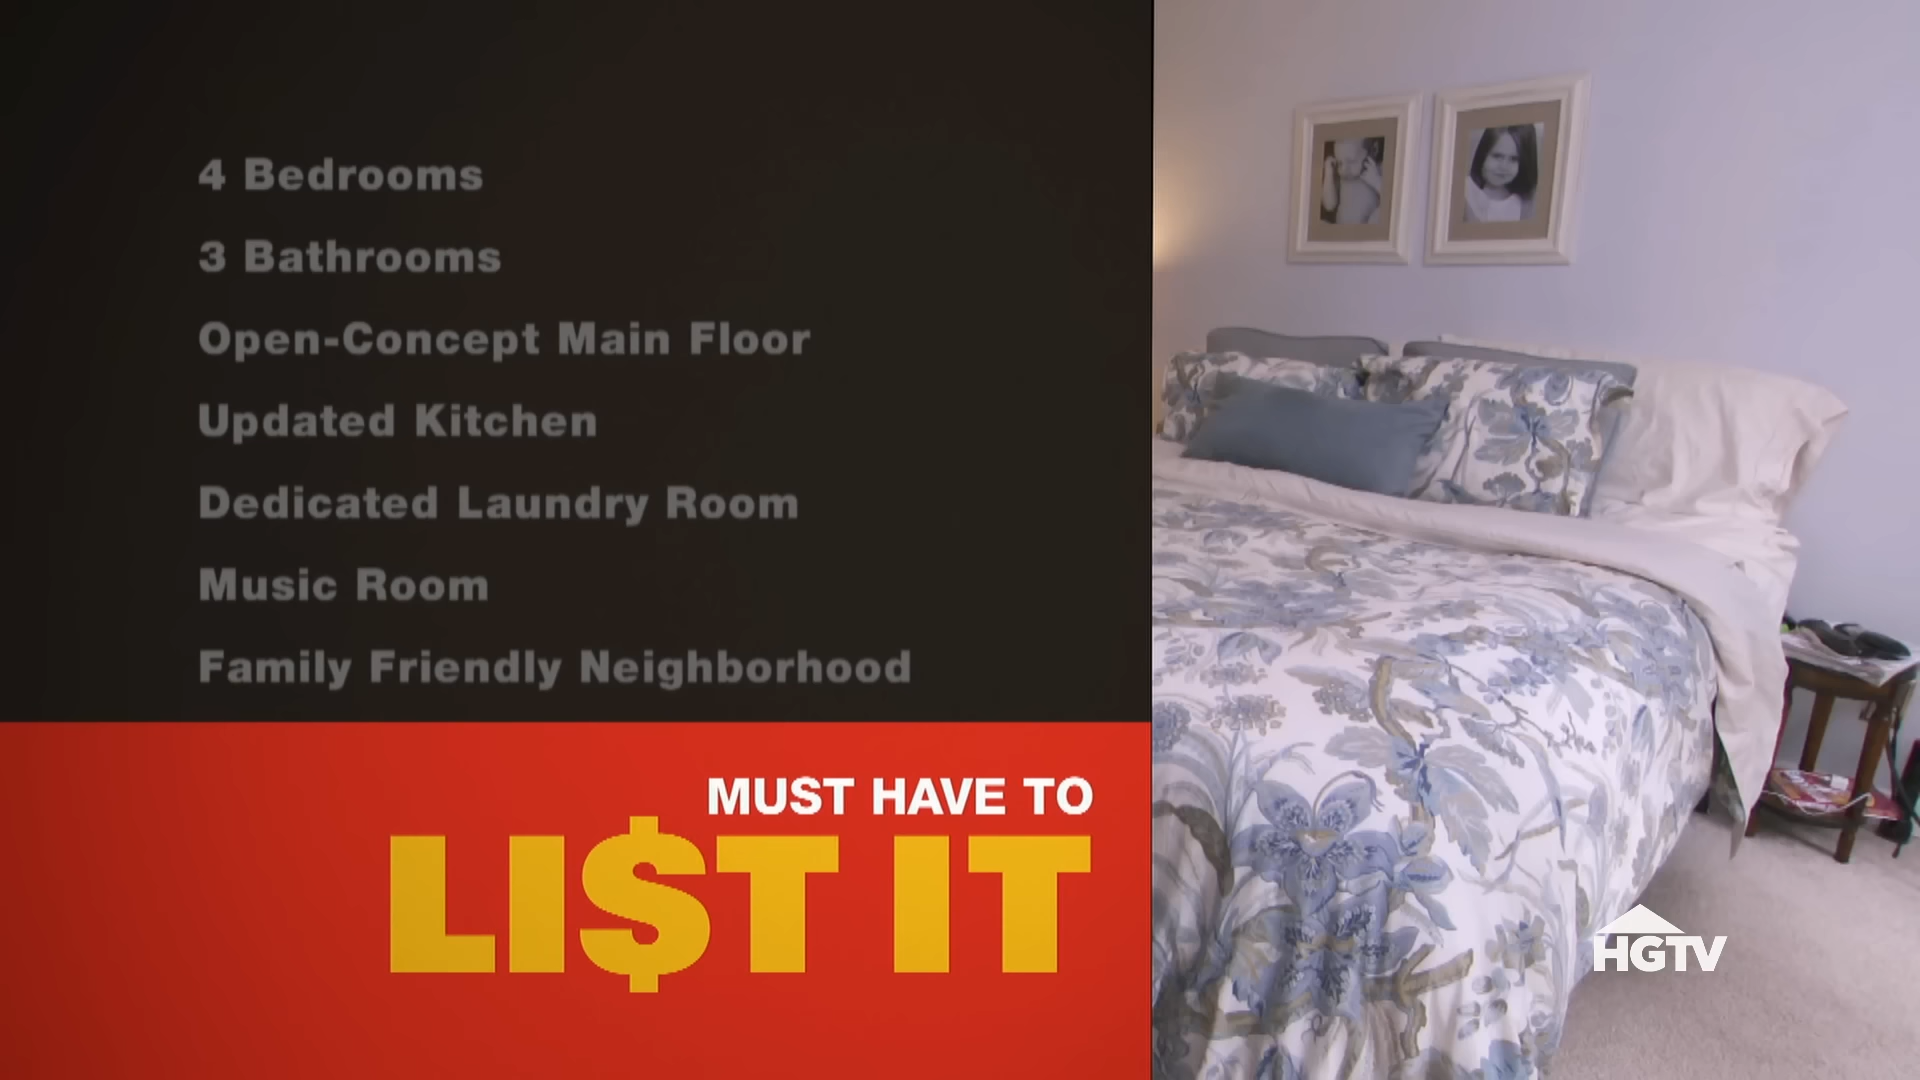 4 Bedrooms
3 Bathrooms
Open-Concept Main Floor
Updated Kitchen
Dedicated Laundry Room
Music Room
Family Friendly Neighborhood
MUST HAVE TO
LI$T IT
HGTV